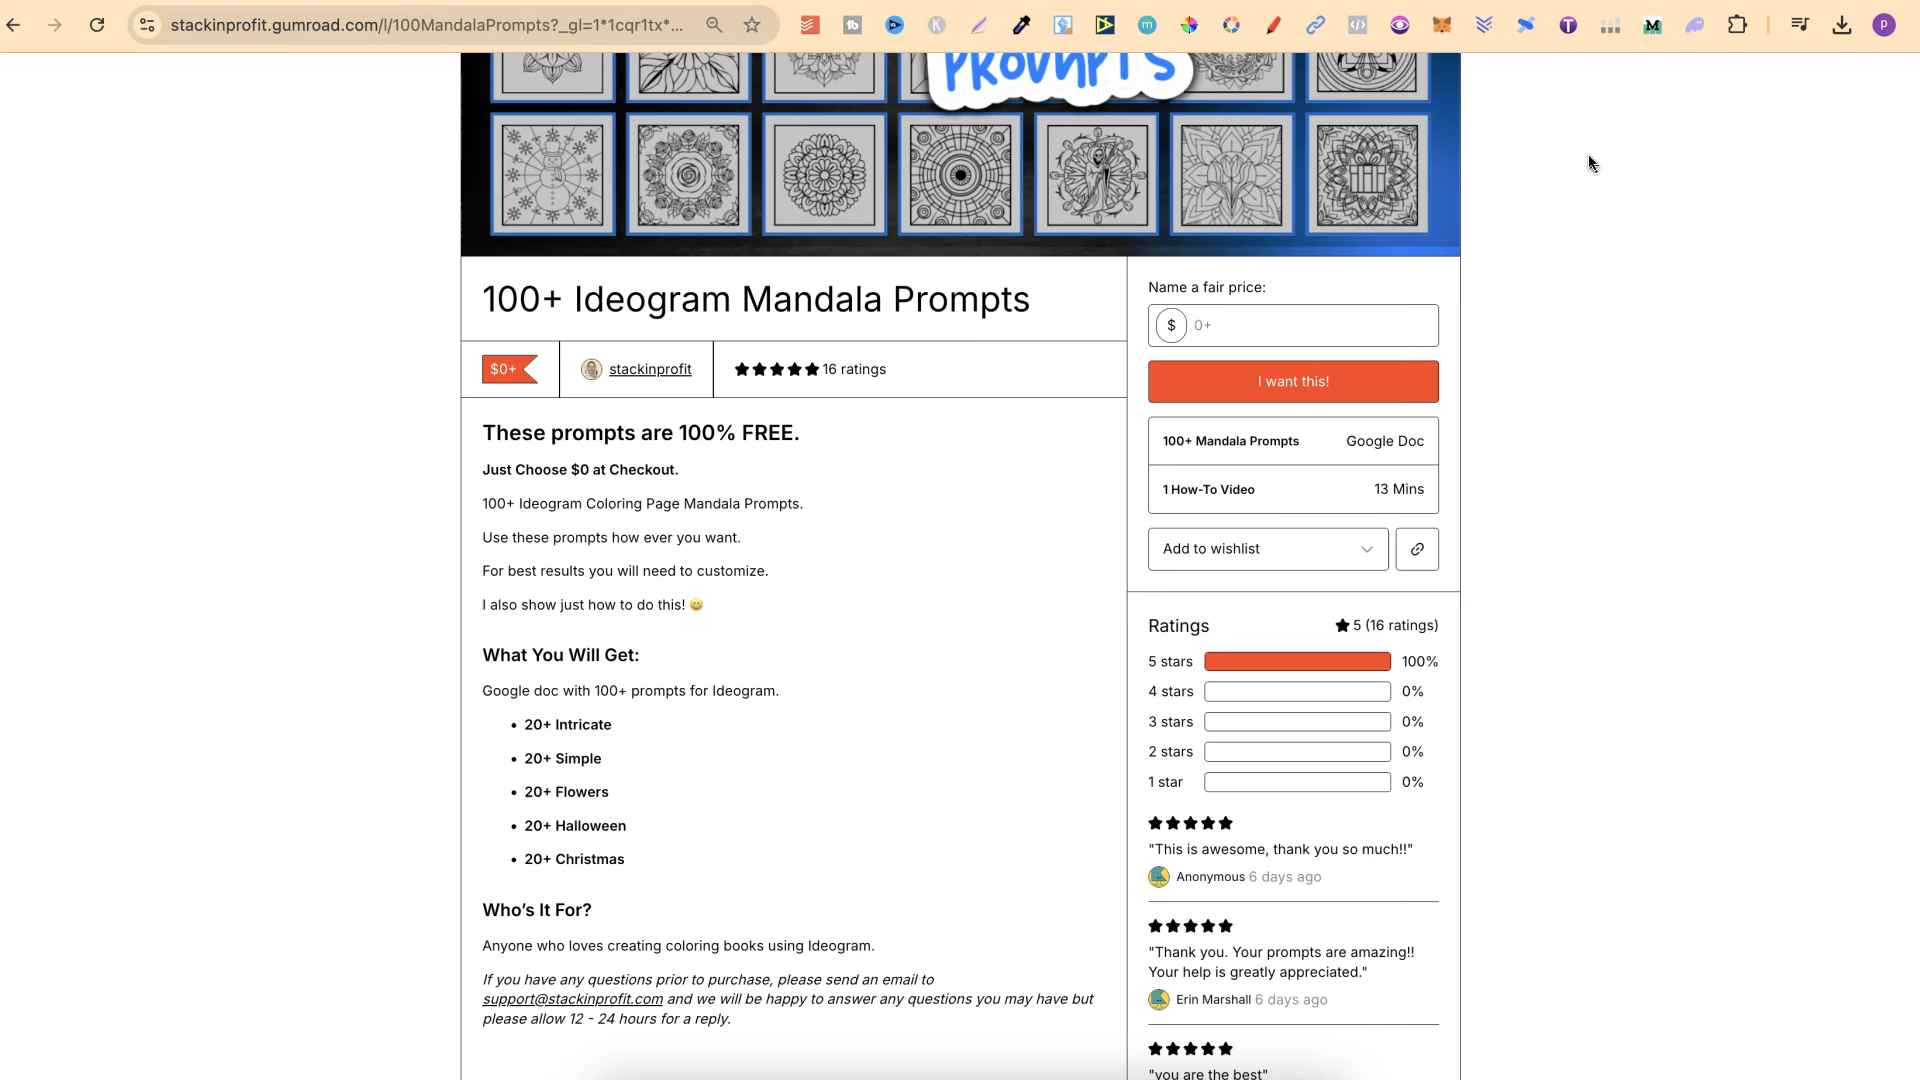 stackinprofit.gumroad.com/l/100MandalaPrompts?_gl=1*1cqr1tx*...
PROMPTS
100+ Ideogram Mandala Prompts
$0+
stackinprofit
16 ratings
These prompts are 100% FREE.
Just Choose $0 at Checkout.
100+ Ideogram Coloring Page Mandala Prompts.
Use these prompts how ever you want.
For best results you will need to customize.
I also show just how to do this! 😀
What You Will Get:
Google doc with 100+ prompts for Ideogram.
• 20+ Intricate
• 20+ Simple
• 20+ Flowers
• 20+ Halloween
• 20+ Christmas
Who's It For?
Anyone who loves creating coloring books using Ideogram.
If you have any questions prior to purchase, please send an email to
support@stackinprofit.com and we will be happy to answer any questions you may have but
please allow 12 - 24 hours for a reply.
Name a fair price:
$ 0+
I want this!
100+ Mandala Prompts Google Doc
1 How-To Video 13 Mins
Add to wishlist
Ratings 5 (16 ratings)
5 stars 100%
4 stars 0%
3 stars 0%
2 stars 0%
1 star 0%
"This is awesome, thank you so much!!"
Anonymous 6 days ago
"Thank you. Your prompts are amazing!!
Your help is greatly appreciated."
Erin Marshall 6 days ago
"you are the best"